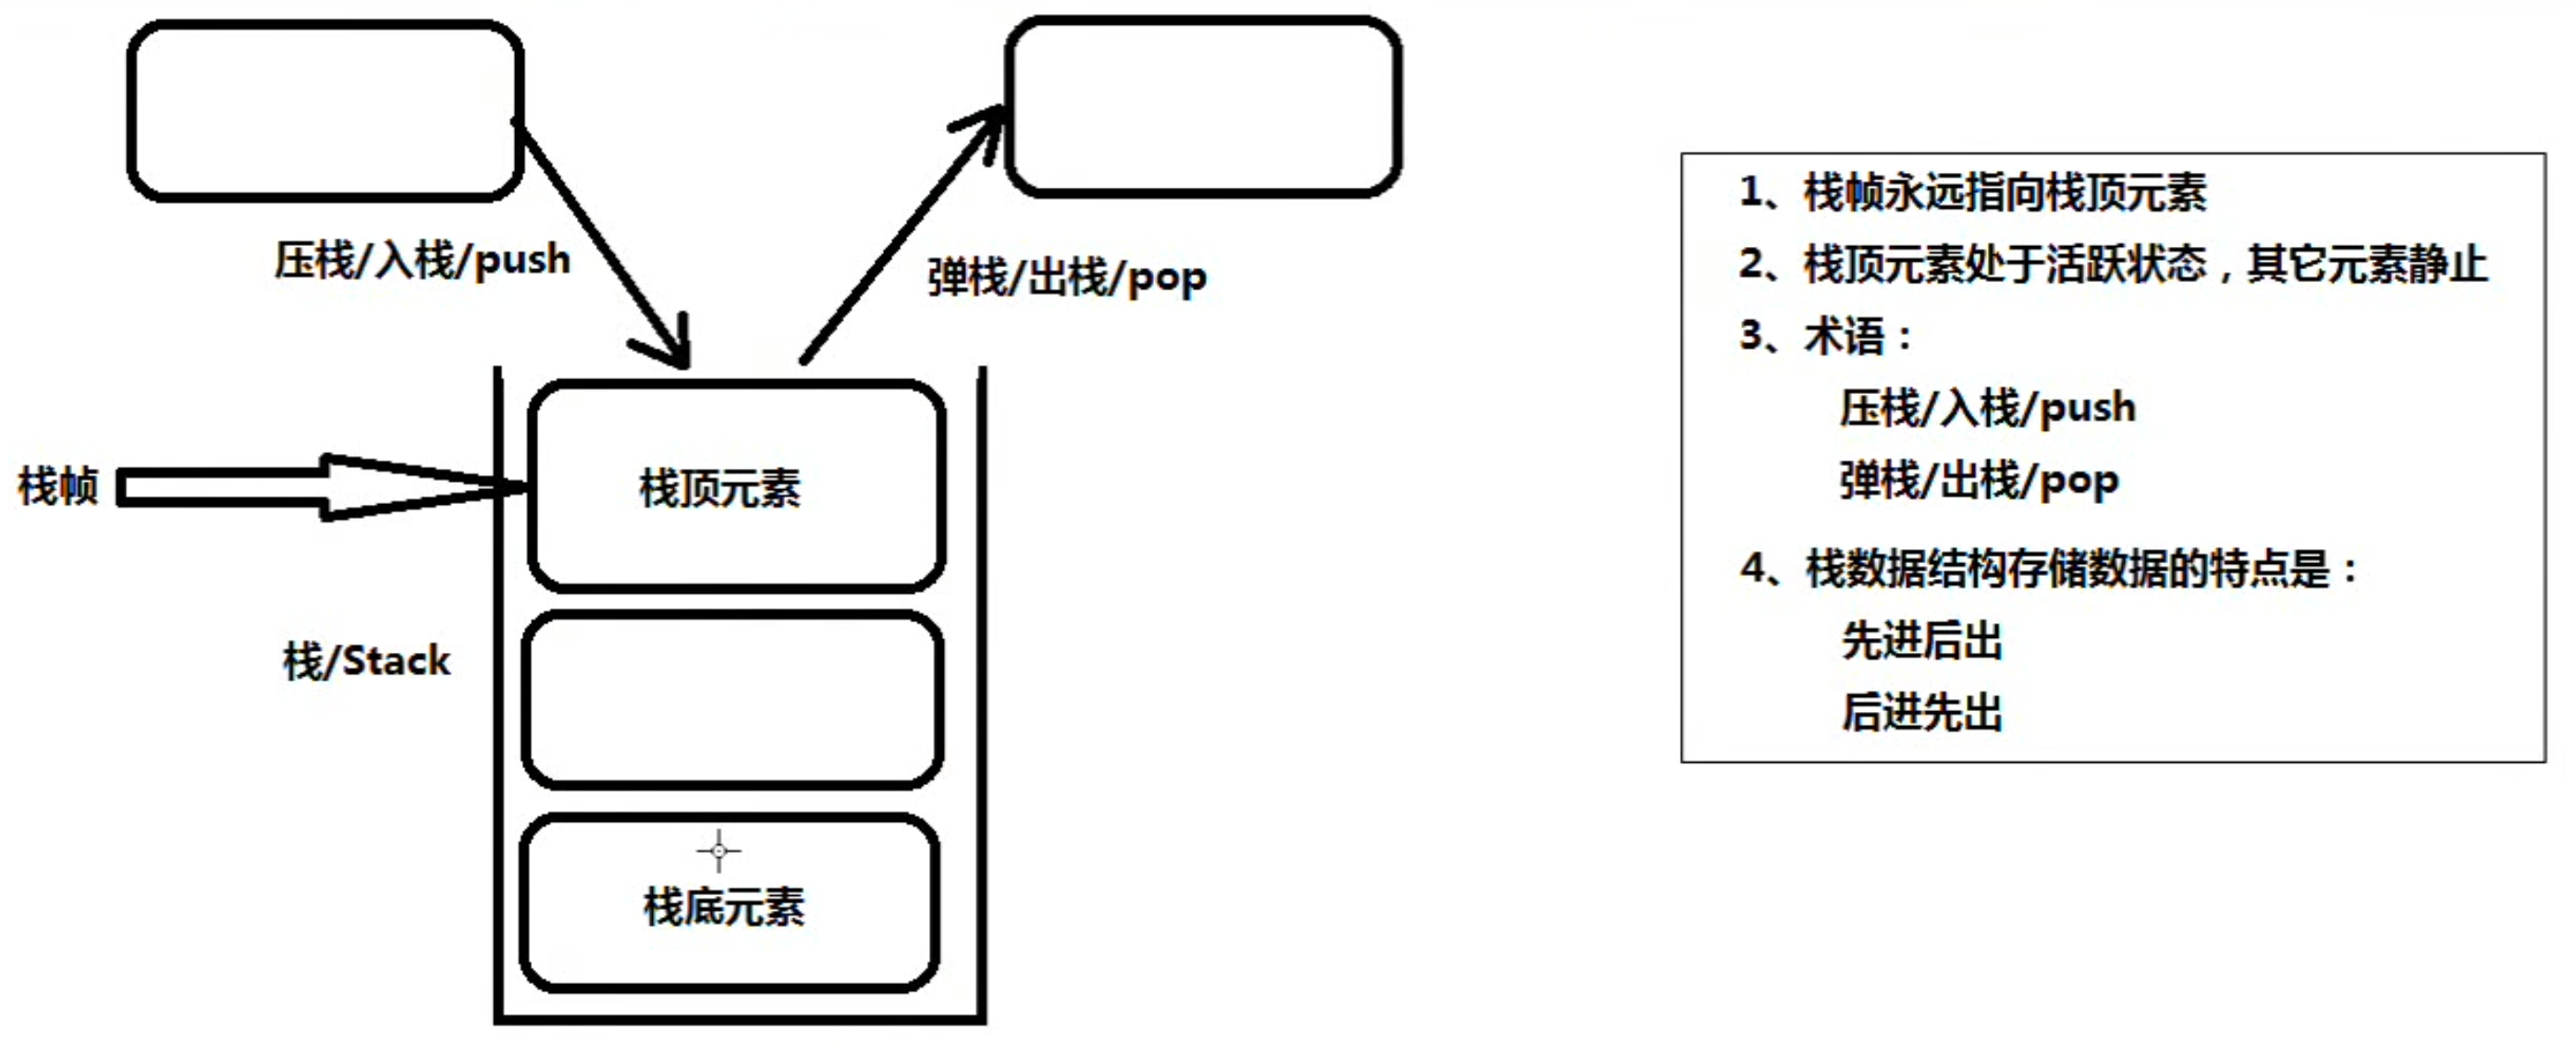 压栈/入栈/push
弹栈/出栈/pop
栈帧
栈顶元素
栈/Stack
栈底元素
1、栈帧永远指向栈顶元素
2、栈顶元素处于活跃状态，其它元素静止
3、术语：
压栈/入栈/push
弹栈/出栈/pop
4、栈数据结构存储数据的特点是：
先进后出
后进先出